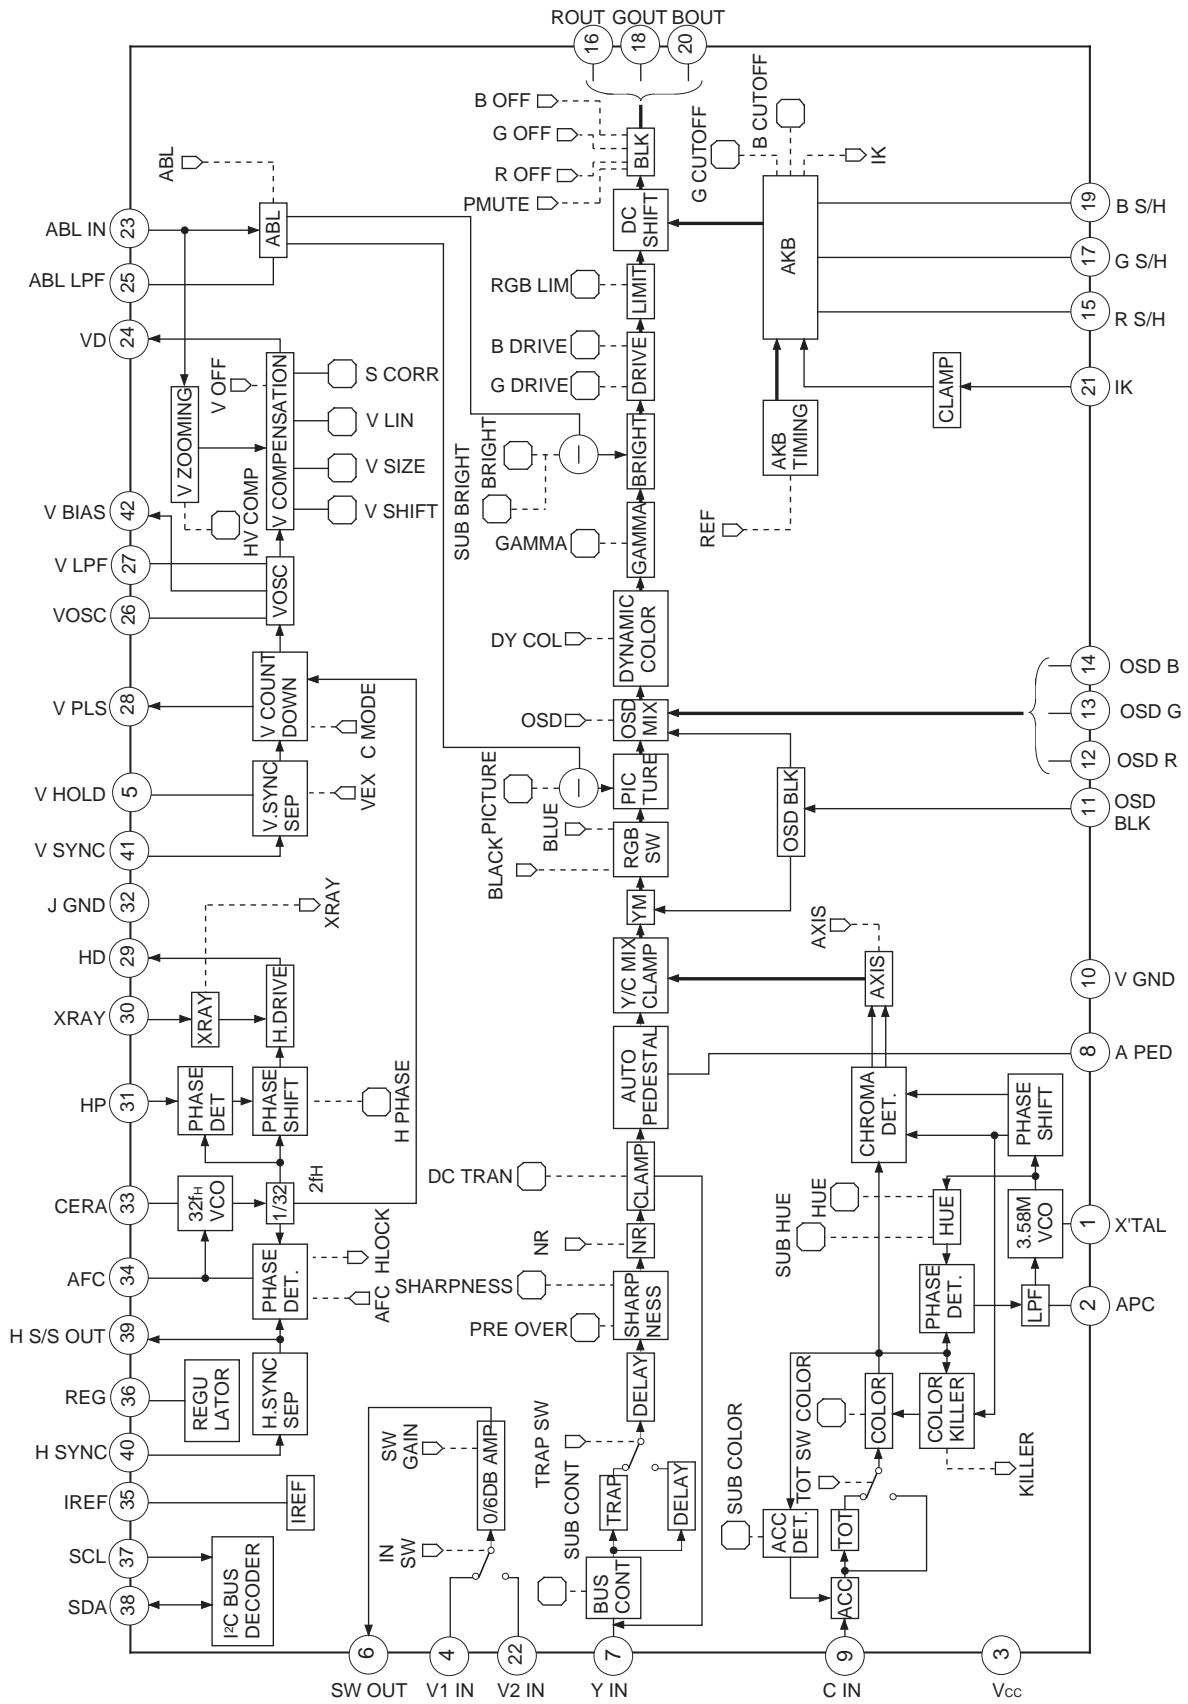 ROUT GOUT BOUT
16
18
20
B OFF
G OFF
R OFF
PMUTE
BLK
DC
SHIFT
G CUTOFF
B CUTOFF
IK
AKB
ABL
ABL
ABL IN
23
ABL LPF
25
VD
24
V BIAS
42
V LPF
27
VOSC
26
V PLS
28
V HOLD
5
V SYNC
41
J GND
32
HD
29
XRAY
30
HP
31
CERA
33
AFC
34
H S/S OUT
39
REG
36
H SYNC
40
IREF
35
SCL
37
SDA
38
V ZOOMING
V OFF
HV COMP
V COMPENSATION
S CORR
V LIN
V SIZE
V SHIFT
VOSC
V COUNT
DOWN
C MODE
V.SYNC
SEP
VEX
XRAY
XRAY
H.DRIVE
PHASE
DET
PHASE
SHIFT
H PHASE
32fH
VCO
1/32
2fH
PHASE
DET.
HLOCK
AFC
REGU
LATOR
H.SYNC
SEP
IREF
I²C BUS
DECODER
RGB LIM
LIMIT
B DRIVE
G DRIVE
DRIVE
SUB BRIGHT
BRIGHT
BRIGHT
GAMMA
GAMMA
DY COL
DYNAMIC
COLOR
OSD
OSD
MIX
PICTURE
PIC
TURE
BLACK
BLUE
RGB
SW
YM
OSD BLK
Y/C MIX
CLAMP
AUTO
PEDESTAL
DC TRAN
CLAMP
NR
NR
SHARPNESS
PRE OVER
SHARP
NESS
DELAY
TRAP SW
TRAP
DELAY
SUB CONT
BUS
CONT
SW
GAIN
0/6DB AMP
IN
SW
AKB
TIMING
REF
CLAMP
AXIS
AXIS
CHROMA
DET.
PHASE
SHIFT
SUB HUE
HUE
HUE
3.58M
VCO
PHASE
DET.
LPF
COLOR
COLOR
COLOR
KILLER
KILLER
TOT SW
SUB COLOR
ACC
DET.
TOT
ACC
19
B S/H
17
G S/H
15
R S/H
21
IK
14
OSD B
13
OSD G
12
OSD R
11
OSD
BLK
10
V GND
8
A PED
1
X'TAL
2
APC
6
SW OUT
4
V1 IN
22
V2 IN
7
Y IN
9
C IN
3
Vcc